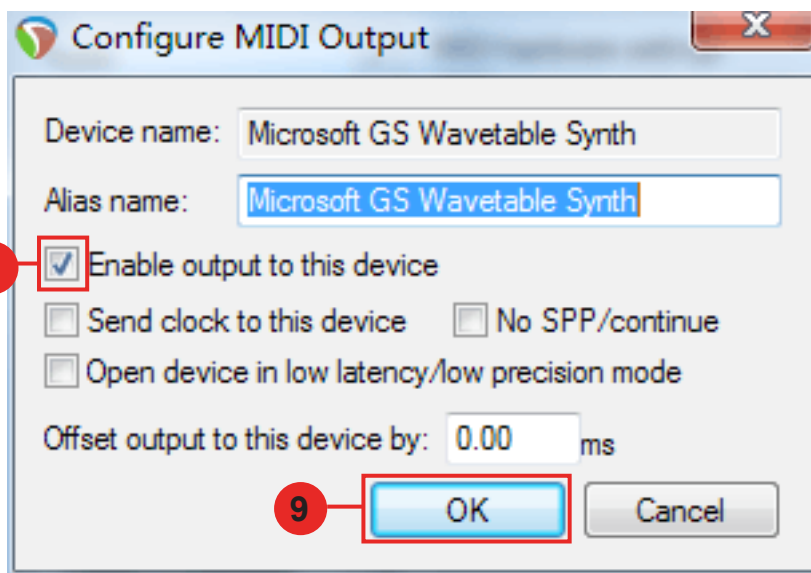 Configure MIDI Output
Device name: Microsoft GS Wavetable Synth
Alias name: Microsoft GS Wavetable Synth
Enable output to this device
Send clock to this device No SPP/continue
Open device in low latency/low precision mode
Offset output to this device by: 0.00 ms
9 OK Cancel